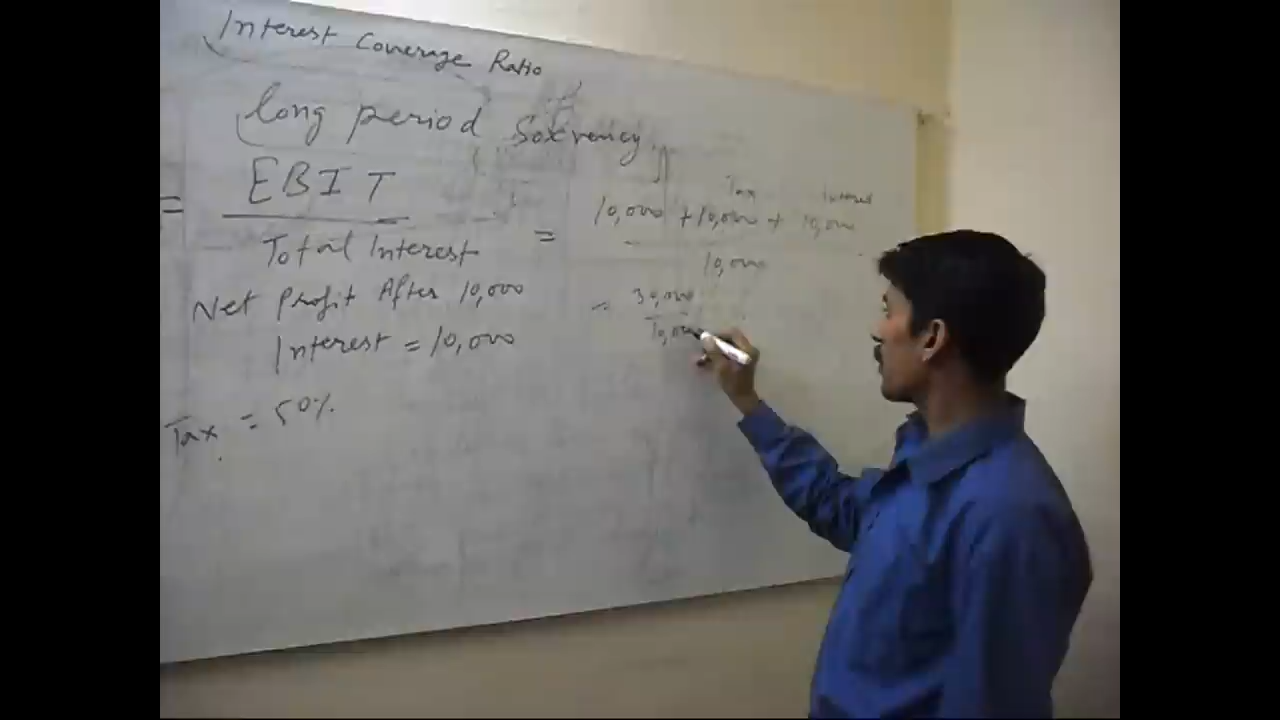 Interest Coverage Ratio
long period Solvency
= EBIT
Total Interest
Net Profit After 10,000
Interest = 10,000
Tax = 50%
Tax Interest
= 10,000 + 10,000 + 10,000
10,000
= 30,000
10,000